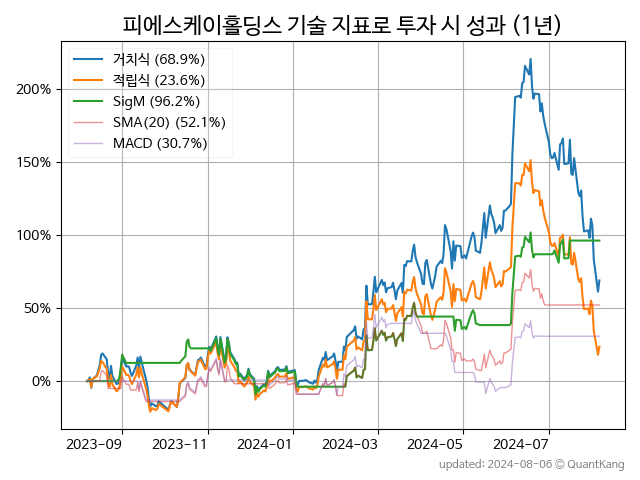 피에스케이홀딩스 기술 지표로 투자 시 성과 (1년)
거치식 (68.9%)
적립식 (23.6%)
SigM (96.2%)
SMA(20) (52.1%)
MACD (30.7%)
200%
150%
100%
50%
0%
2023-09 2023-11 2024-01 2024-03 2024-05 2024-07
updated: 2024-08-06 © QuantKang